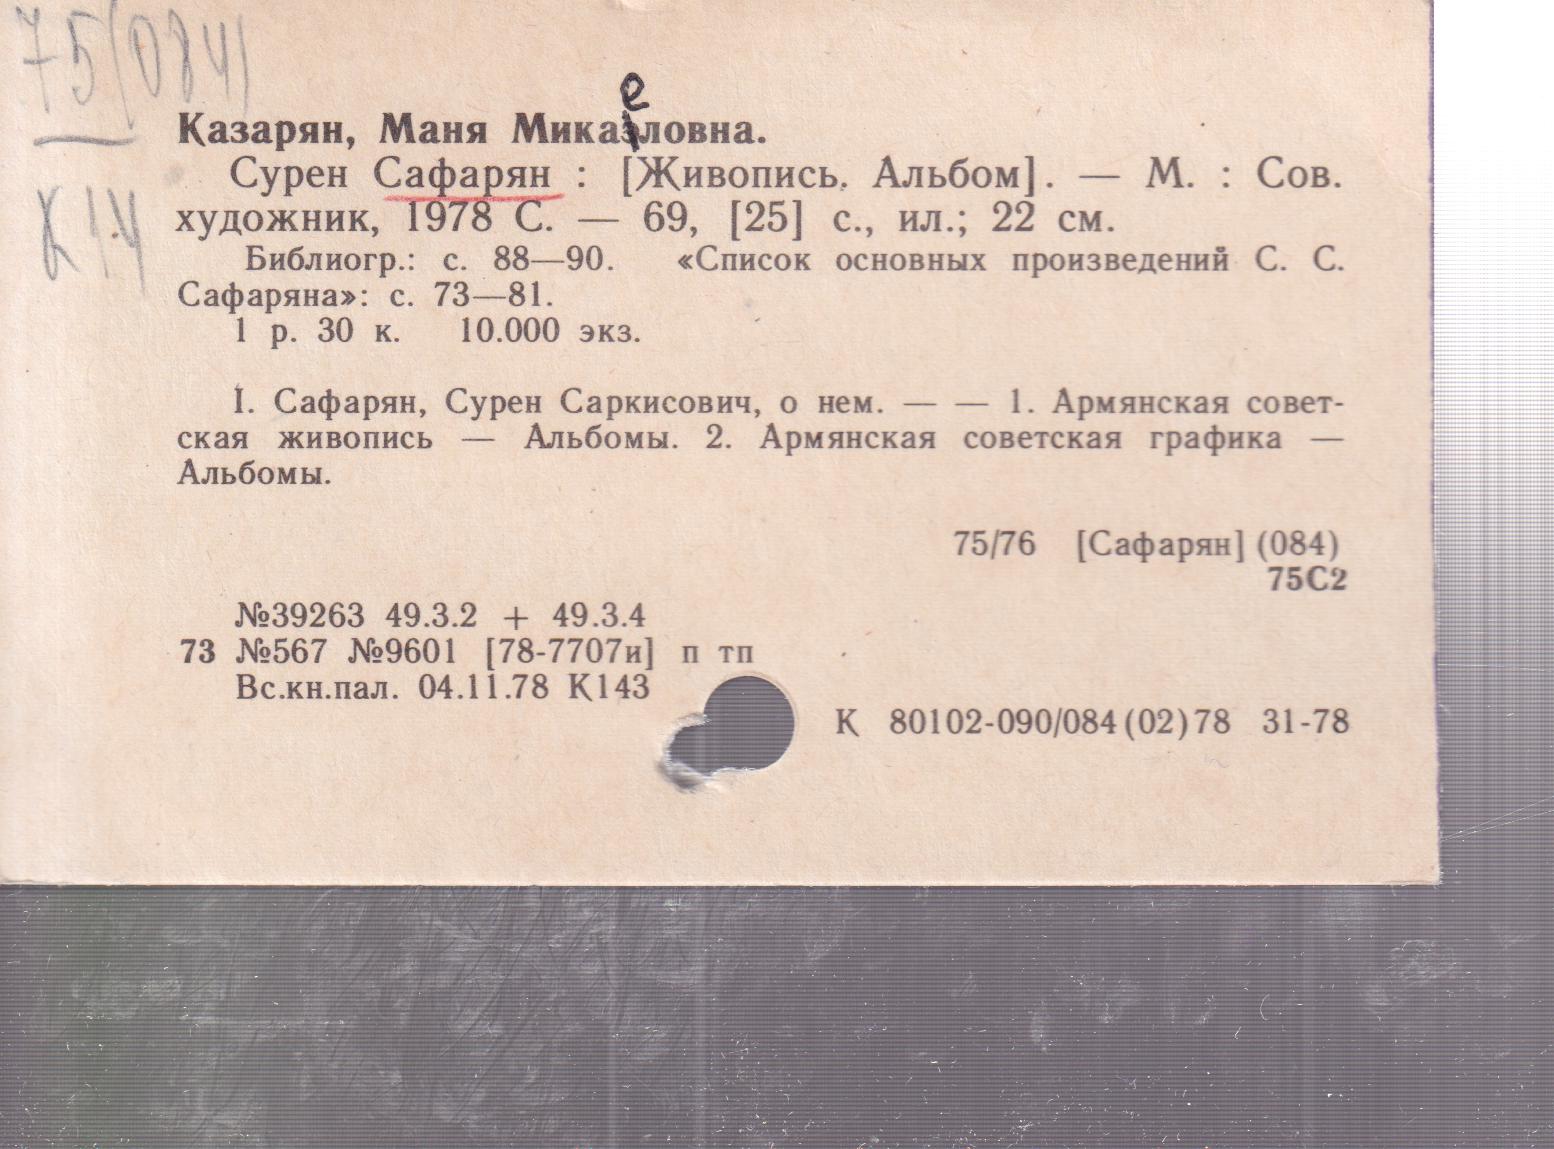 75(084)
К 14
Казарян, Маня Микаеловна.
Сурен Сафарян : [Живопись. Альбом]. — М. : Сов.
художник, 1978 С. — 69, [25] с., ил.; 22 см.
Библиогр.: с. 88—90. «Список основных произведений С. С.
Сафаряна»: с. 73—81.
1 р. 30 к. 10.000 экз.
I. Сафарян, Сурен Саркисович, о нем. — — 1. Армянская совет-
ская живопись — Альбомы. 2. Армянская советская графика —
Альбомы.
75/76 [Сафарян] (084)
75С2
№39263 49.3.2 + 49.3.4
73 №567 №9601 [78-7707и] п тп
Вс.кн.пал. 04.11.78 К143
К 80102-090/084(02)78 31-78